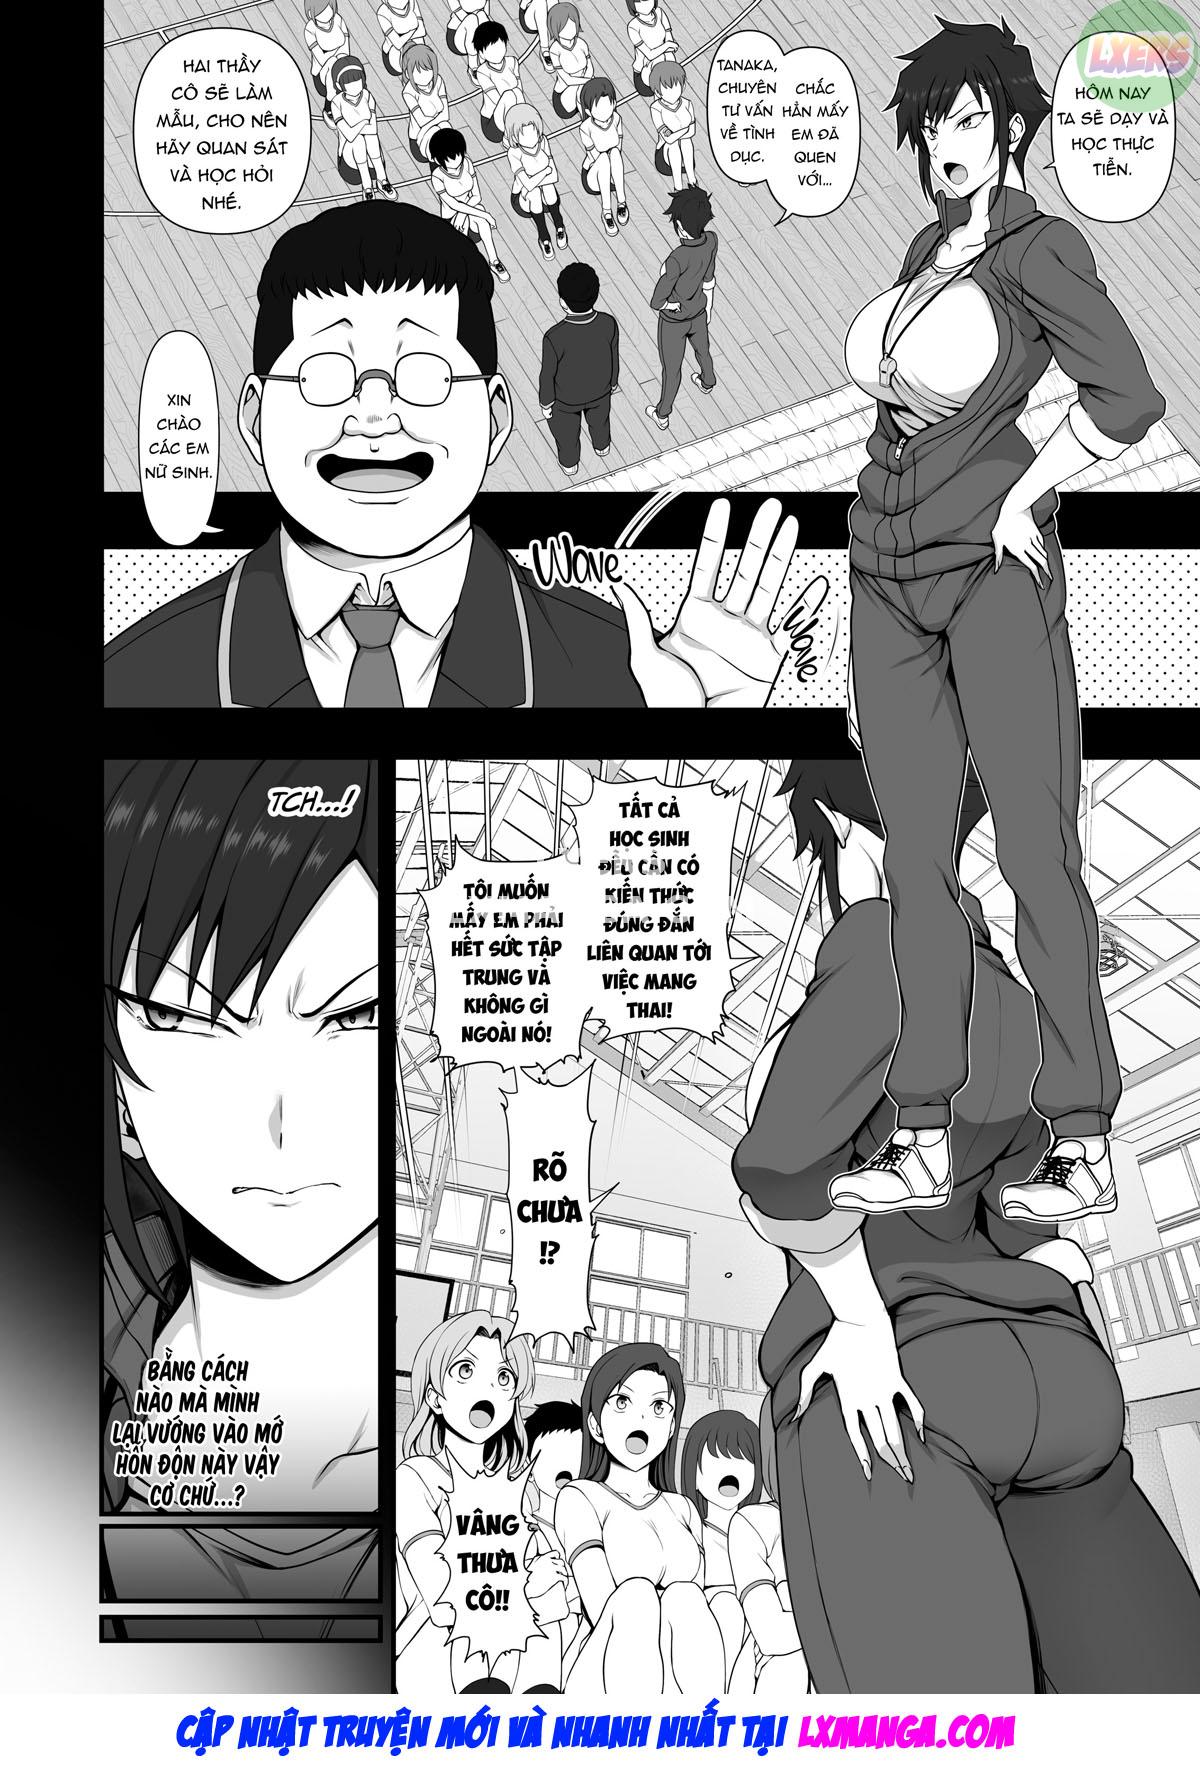 LXERS
HÔM NAY
TA SẼ DẠY VÀ
HỌC THỰC
TIỄN.
CHẮC
HẲN MẤY
EM ĐÃ
QUEN
VỚI...
TANAKA,
CHUYÊN
TƯ VẤN
VỀ TÌNH
DỤC.
HAI THẦY
CÔ SẼ LÀM
MẪU, CHO NÊN
HÃY QUAN SÁT
VÀ HỌC HỎI
NHÉ.
XIN
CHÀO
CÁC EM
NỮ SINH.
WAVE
WAVE
TẤT CẢ
HỌC SINH
ĐỀU CẦN CÓ
KIẾN THỨC
ĐÚNG ĐẮN
LIÊN QUAN TỚI
VIỆC MANG
THAI!
TÔI MUỐN
MẤY EM PHẢI
HẾT SỨC TẬP
TRUNG VÀ
KHÔNG GÌ
NGOÀI NÓ!
RÕ
CHƯA
!?
VÂNG
THƯA
CÔ!!
TCH...!
BẰNG CÁCH
NÀO MÀ MÌNH
LẠI VƯỚNG VÀO MỚ
HỖN ĐỘN NÀY VẬY
CƠ CHỨ...?
CẬP NHẬT TRUYỆN MỚI VÀ NHANH NHẤT TẠI LXMANGA.COM